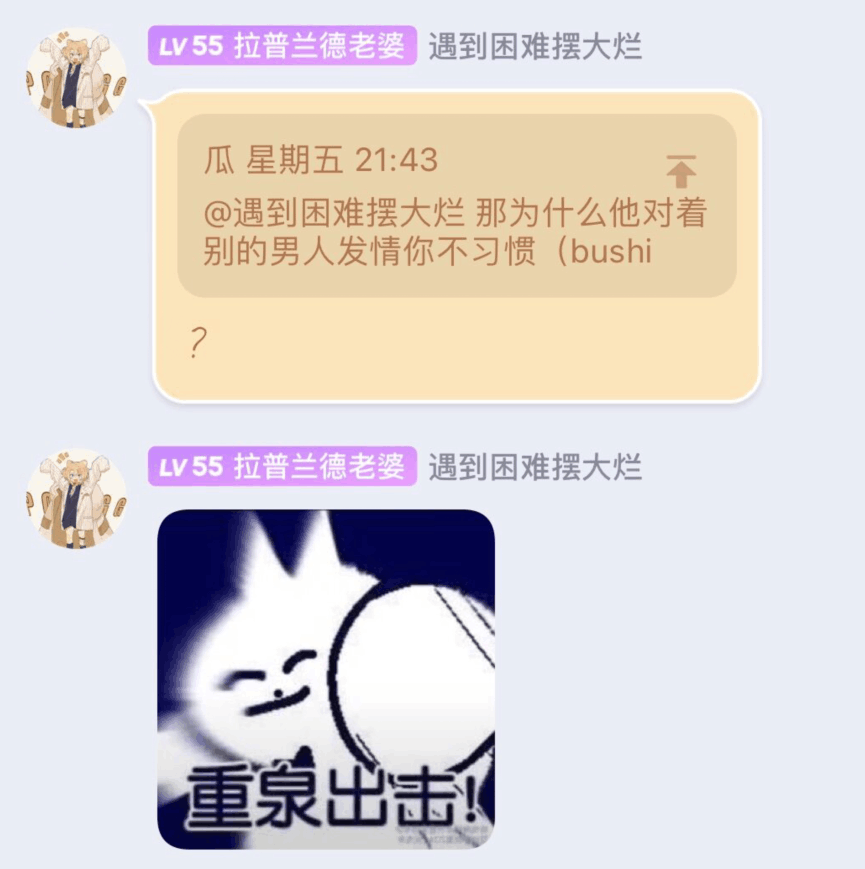 LV 55 拉普兰德老婆 遇到困难摆大烂
瓜 星期五 21:43
@遇到困难摆大烂 那为什么他对着
别的男人发情你不习惯（bushi
？
LV 55 拉普兰德老婆 遇到困难摆大烂
重泉出击!